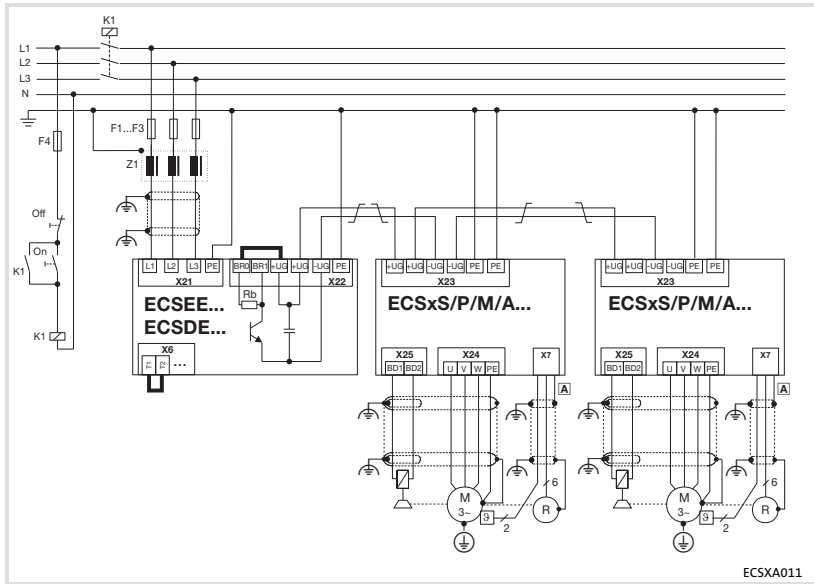 K1
L1
L2
L3
N
F1...F3
F4
Z1
Off
On
K1
K1
L1 L2 L3 PE
X21
BR0 BR1 +UG +UG -UG PE
X22
Rb
ECSEE...
ECSDE...
X6
T1 T2 ...
+UG +UG -UG -UG PE PE
X23
ECSxS/P/M/A...
X25
BD1 BD2
X24
U V W PE
X7
A
M
3~
ϑ
2
6
R
+UG +UG -UG -UG PE PE
X23
ECSxS/P/M/A...
X25
BD1 BD2
X24
U V W PE
X7
A
M
3~
ϑ
2
6
R
ECSXA011